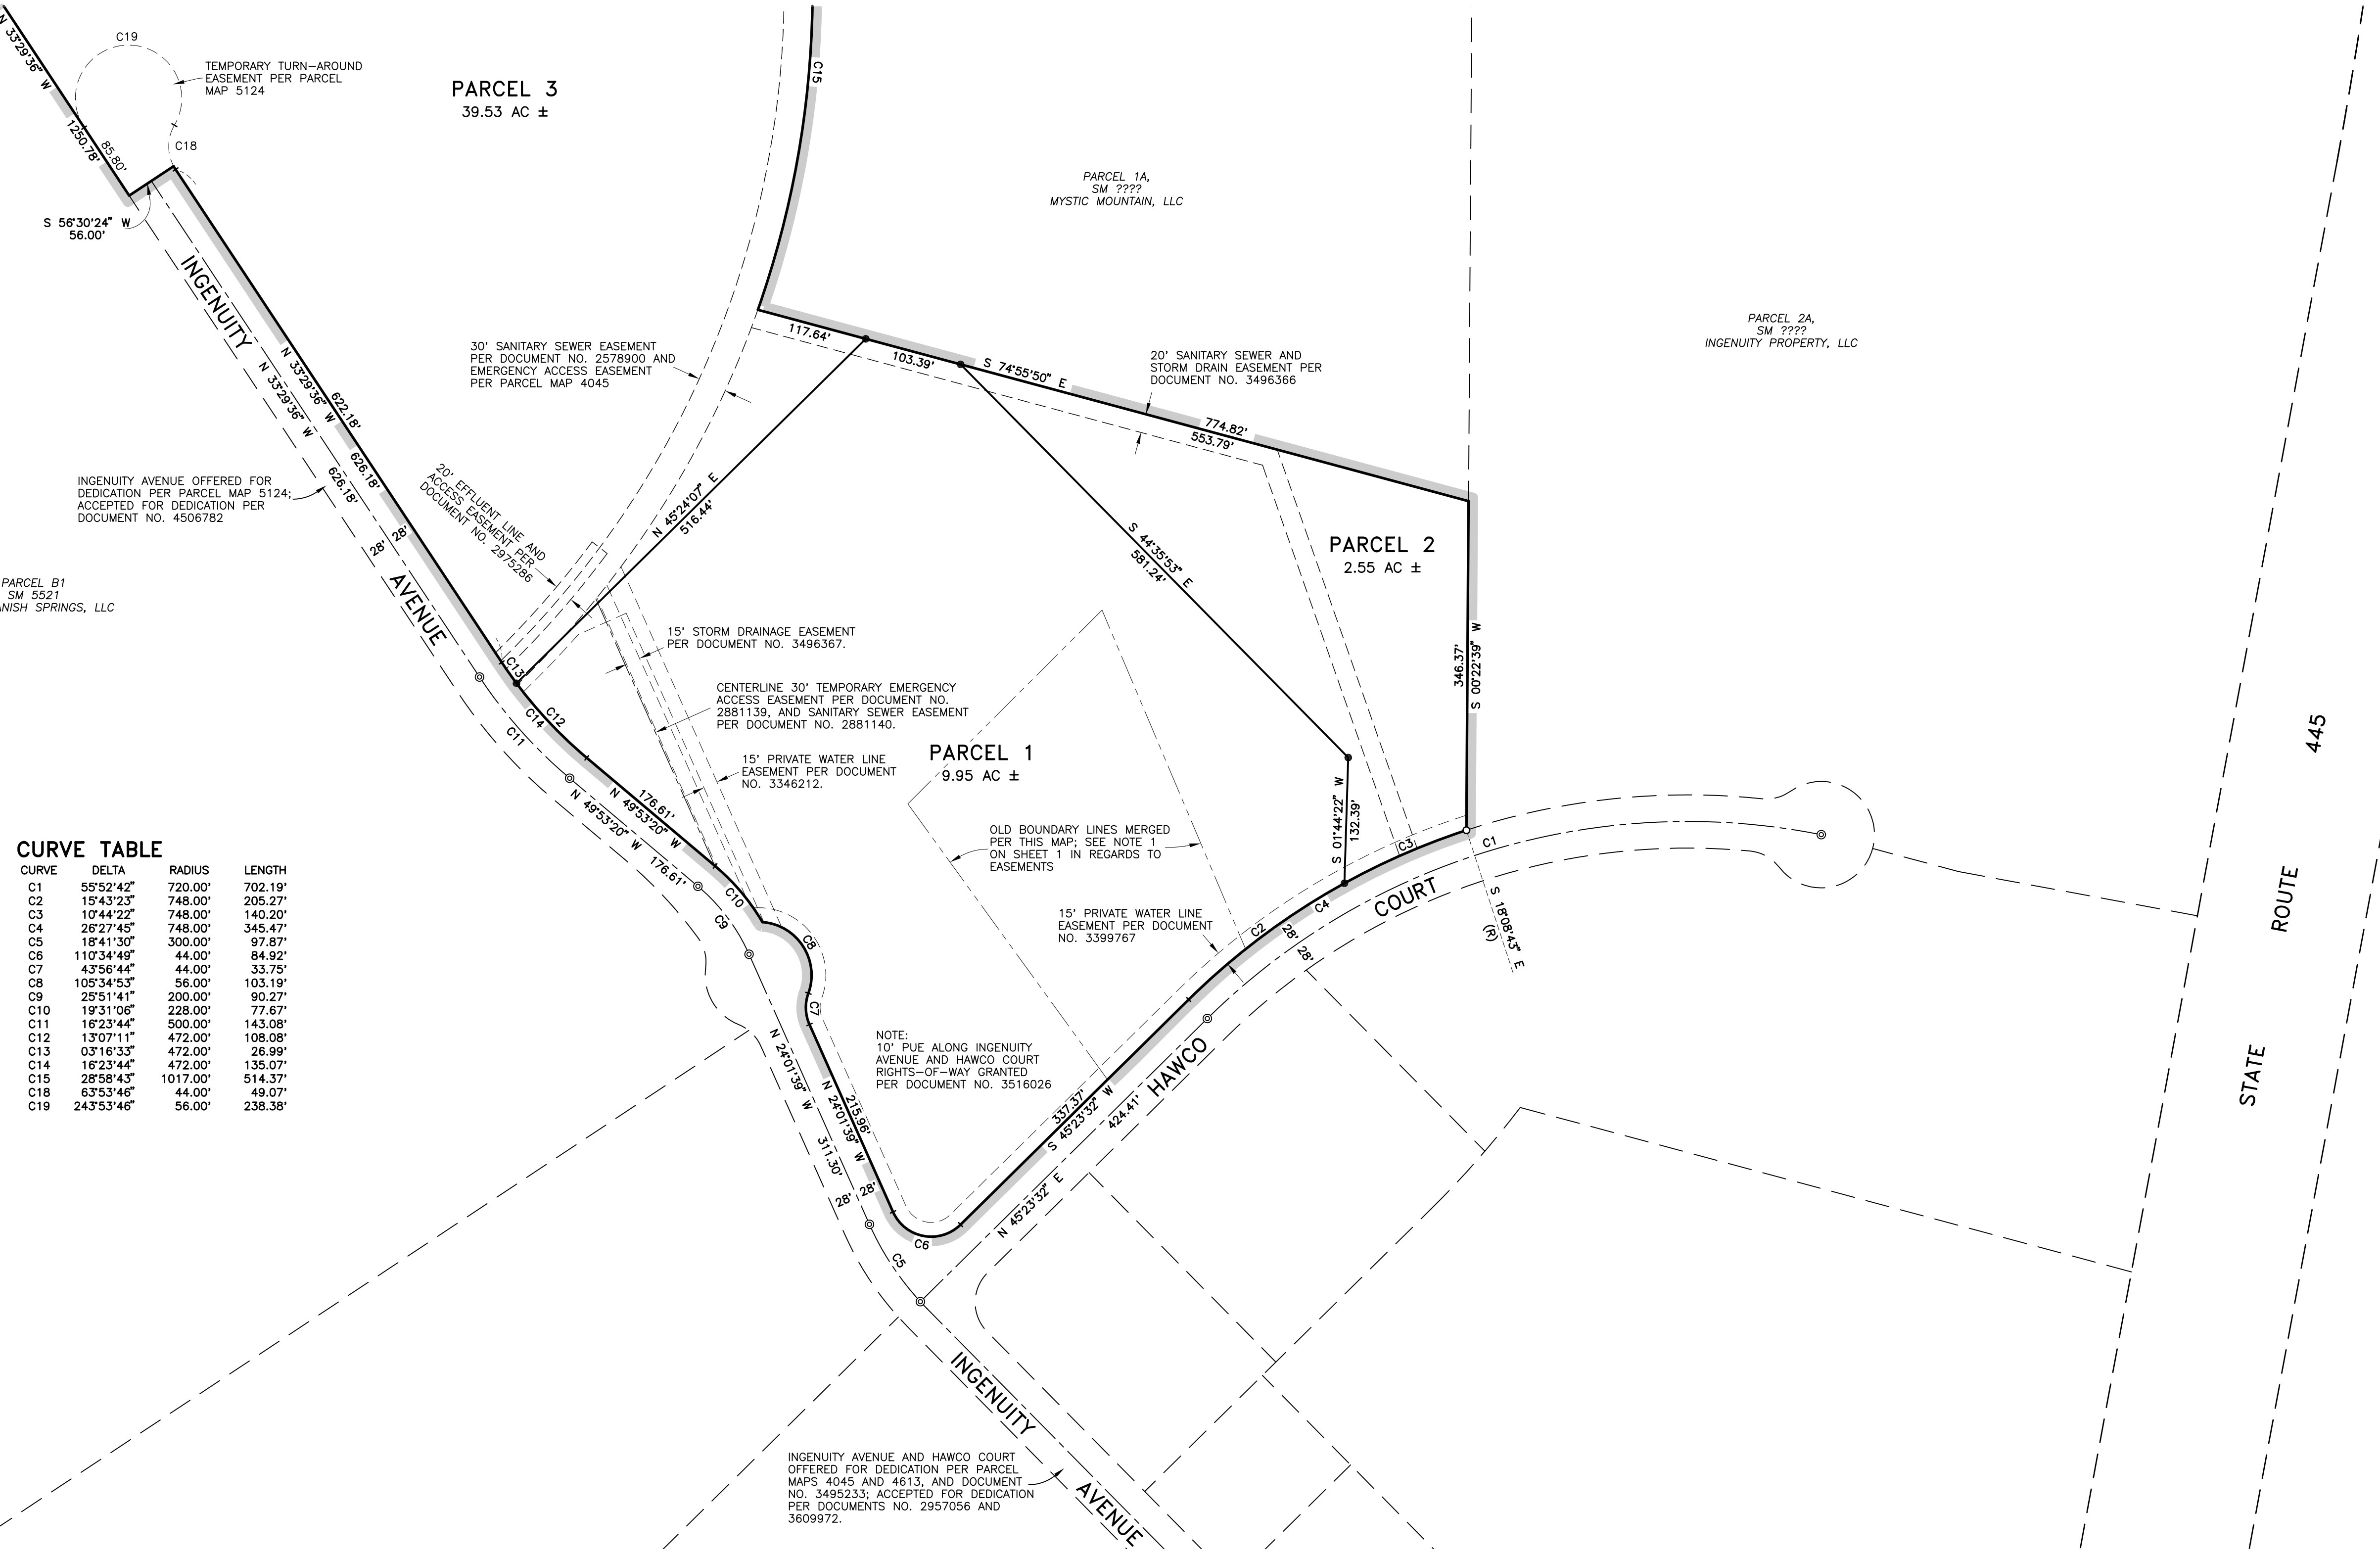 N 33°29'36" W
1250.78'
85.80'
C19
TEMPORARY TURN-AROUND
EASEMENT PER PARCEL
MAP 5124
C18
S 56°30'24" W
56.00'
PARCEL 3
39.53 AC ±
C15
PARCEL 1A,
SM ????
MYSTIC MOUNTAIN, LLC
PARCEL 2A,
SM ????
INGENUITY PROPERTY, LLC
INGENUITY
AVENUE
N 33°29'36" W
622.18'
N 33°29'36" W
626.18'
626.18'
28'
28'
30' SANITARY SEWER EASEMENT
PER DOCUMENT NO. 2578900 AND
EMERGENCY ACCESS EASEMENT
PER PARCEL MAP 4045
117.64'
103.39'
S 74°55'50" E
774.82'
553.79'
20' SANITARY SEWER AND
STORM DRAIN EASEMENT PER
DOCUMENT NO. 3496366
INGENUITY AVENUE OFFERED FOR
DEDICATION PER PARCEL MAP 5124;
ACCEPTED FOR DEDICATION PER
DOCUMENT NO. 4506782
20' EFFLUENT LINE AND
ACCESS EASEMENT PER
DOCUMENT NO. 2975286
N 45°24'07" E
516.44'
S 44°35'53" E
581.24'
PARCEL 2
2.55 AC ±
346.37'
S 00°22'39" W
PARCEL B1
SM 5521
ANISH SPRINGS, LLC
15' STORM DRAINAGE EASEMENT
PER DOCUMENT NO. 3496367.
CENTERLINE 30' TEMPORARY EMERGENCY
ACCESS EASEMENT PER DOCUMENT NO.
2881139, AND SANITARY SEWER EASEMENT
PER DOCUMENT NO. 2881140.
15' PRIVATE WATER LINE
EASEMENT PER DOCUMENT
NO. 3346212.
PARCEL 1
9.95 AC ±
C13
C12
C14
C11
176.61'
N 49°53'20" W
N 49°53'20" W
176.61'
C10
C9
C8
C7
S 01°44'22" W
132.39'
C3
C1
OLD BOUNDARY LINES MERGED
PER THIS MAP; SEE NOTE 1
ON SHEET 1 IN REGARDS TO
EASEMENTS
15' PRIVATE WATER LINE
EASEMENT PER DOCUMENT
NO. 3399767
C2
C4
28'
28'
COURT
HAWCO
S 18°08'43" E
(R)
STATE
ROUTE
445
CURVE TABLE
CURVE DELTA RADIUS LENGTH
C1 55°52'42" 720.00' 702.19'
C2 15°43'23" 748.00' 205.27'
C3 10°44'22" 748.00' 140.20'
C4 26°27'45" 748.00' 345.47'
C5 18°41'30" 300.00' 97.87'
C6 110°34'49" 44.00' 84.92'
C7 43°56'44" 44.00' 33.75'
C8 105°34'53" 56.00' 103.19'
C9 25°51'41" 200.00' 90.27'
C10 19°31'06" 228.00' 77.67'
C11 16°23'44" 500.00' 143.08'
C12 13°07'11" 472.00' 108.08'
C13 03°16'33" 472.00' 26.99'
C14 16°23'44" 472.00' 135.07'
C15 28°58'43" 1017.00' 514.37'
C18 63°53'46" 44.00' 49.07'
C19 243°53'46" 56.00' 238.38'
NOTE:
10' PUE ALONG INGENUITY
AVENUE AND HAWCO COURT
RIGHTS-OF-WAY GRANTED
PER DOCUMENT NO. 3516026
N 24°01'39" W
311.30'
215.96'
N 24°01'39" W
28'
28'
337.37'
S 45°23'32" W
424.41'
N 45°23'32" E
C6
C5
INGENUITY
AVENUE
INGENUITY AVENUE AND HAWCO COURT
OFFERED FOR DEDICATION PER PARCEL
MAPS 4045 AND 4613, AND DOCUMENT
NO. 3495233; ACCEPTED FOR DEDICATION
PER DOCUMENTS NO. 2957056 AND
3609972.